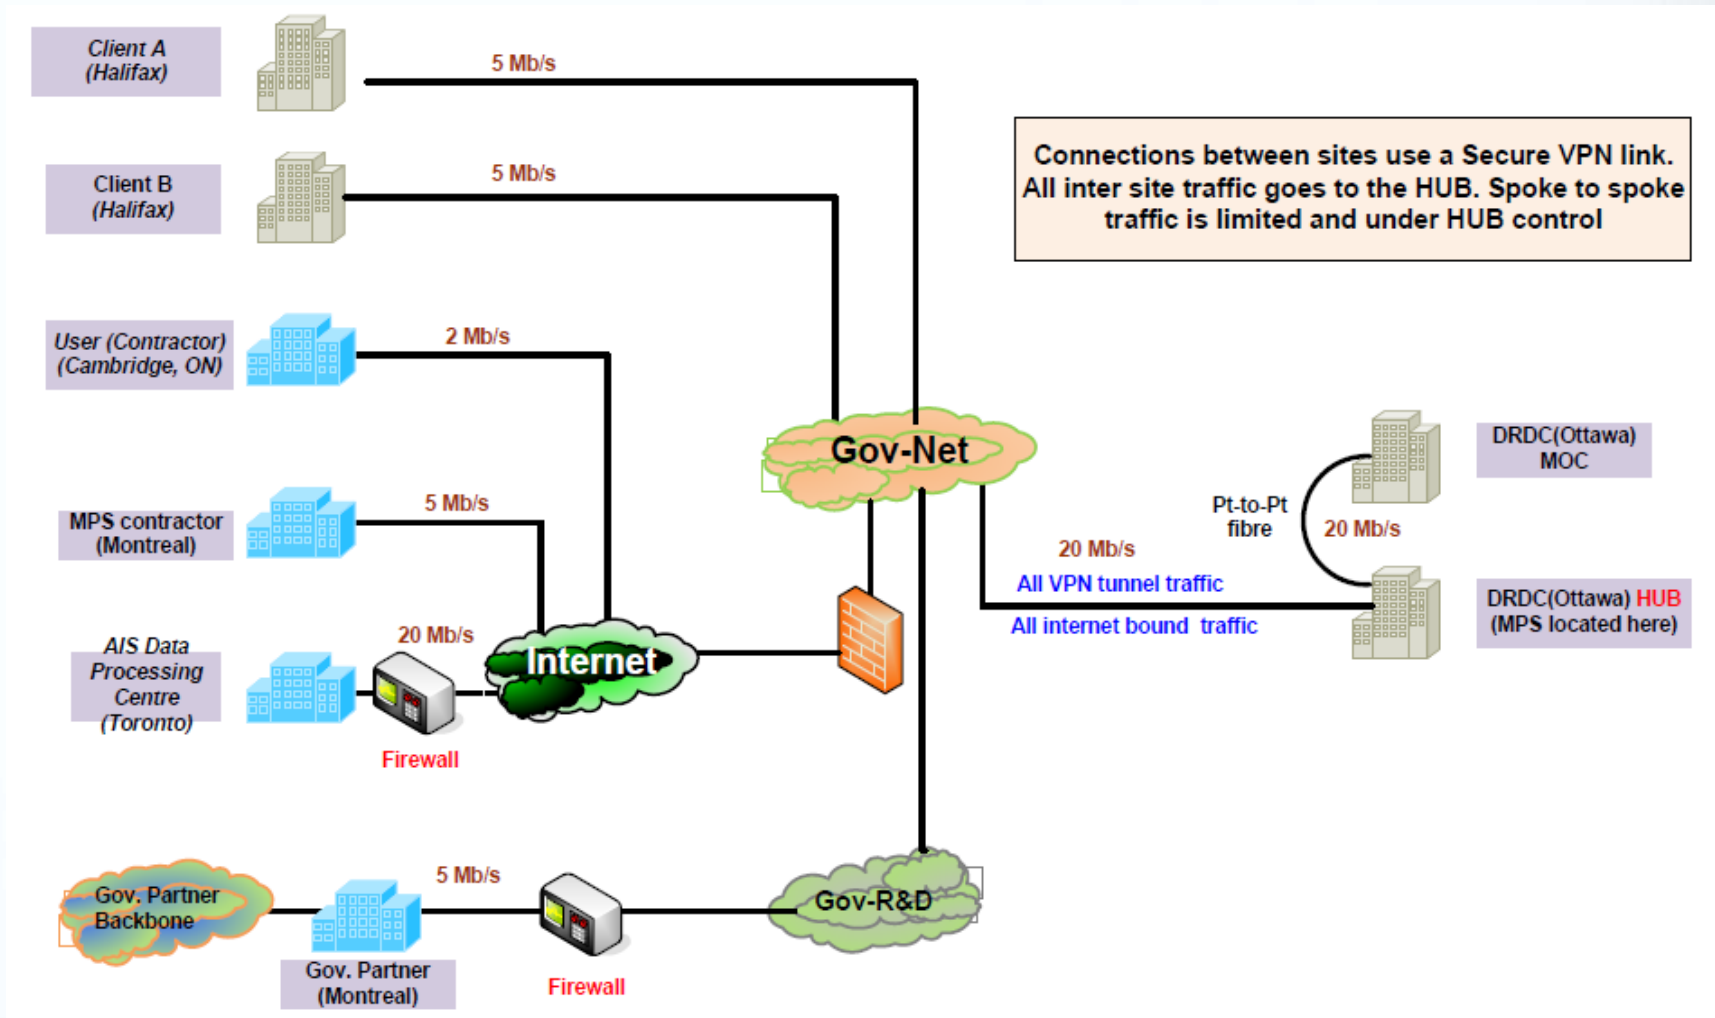 Client A
(Halifax)
5 Mb/s
Client B
(Halifax)
5 Mb/s
Connections between sites use a Secure VPN link.
All inter site traffic goes to the HUB. Spoke to spoke
traffic is limited and under HUB control
User (Contractor)
(Cambridge, ON)
2 Mb/s
Gov-Net
DRDC(Ottawa)
MOC
Pt-to-Pt
fibre
20 Mb/s
MPS contractor
(Montreal)
5 Mb/s
20 Mb/s
All VPN tunnel traffic
All internet bound traffic
DRDC(Ottawa) HUB
(MPS located here)
AIS Data
Processing
Centre
(Toronto)
20 Mb/s
Firewall
Internet
Gov. Partner
Backbone
5 Mb/s
Gov. Partner
(Montreal)
Firewall
Gov-R&D